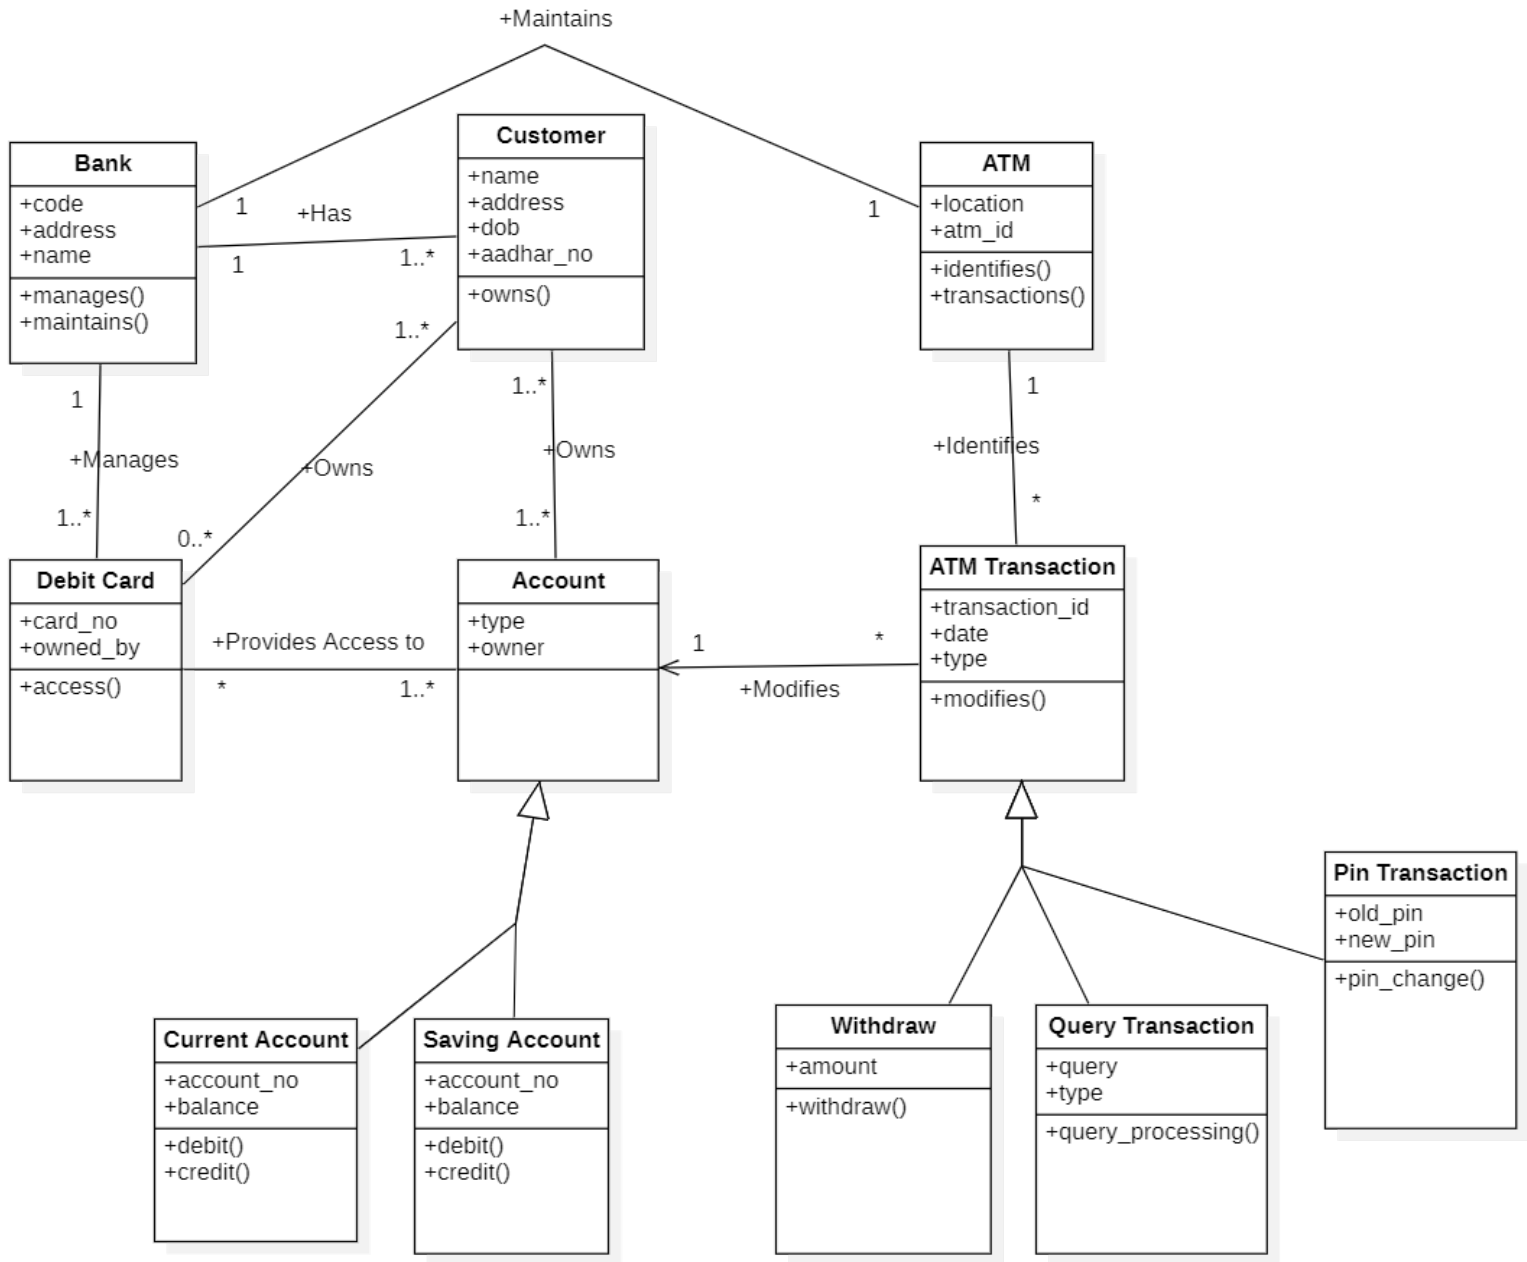 +Maintains
Bank
+code
+address
+name
+manages()
+maintains()
Customer
+name
+address
+dob
+aadhar_no
+owns()
ATM
+location
+atm_id
+identifies()
+transactions()
1
+Has
1
1
1..*
1..*
1
+Manages
1..*
+Owns
0..*
1..*
+Owns
1..*
1
+Identifies
*
Debit Card
+card_no
+owned_by
+access()
+Provides Access to
*
1..*
Account
+type
+owner
1
*
+Modifies
ATM Transaction
+transaction_id
+date
+type
+modifies()
Current Account
+account_no
+balance
+debit()
+credit()
Saving Account
+account_no
+balance
+debit()
+credit()
Withdraw
+amount
+withdraw()
Query Transaction
+query
+type
+query_processing()
Pin Transaction
+old_pin
+new_pin
+pin_change()